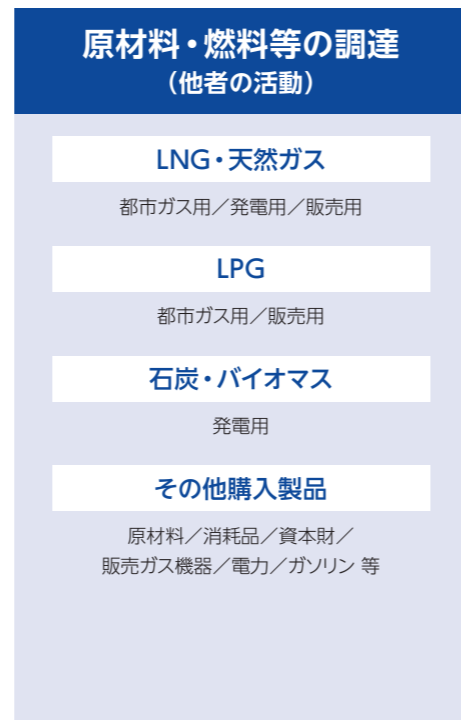 原材料・燃料等の調達
（他者の活動）
LNG・天然ガス
都市ガス用／発電用／販売用
LPG
都市ガス用／販売用
石炭・バイオマス
発電用
その他購入製品
原材料／消耗品／資本財／
販売ガス機器／電力／ガソリン 等